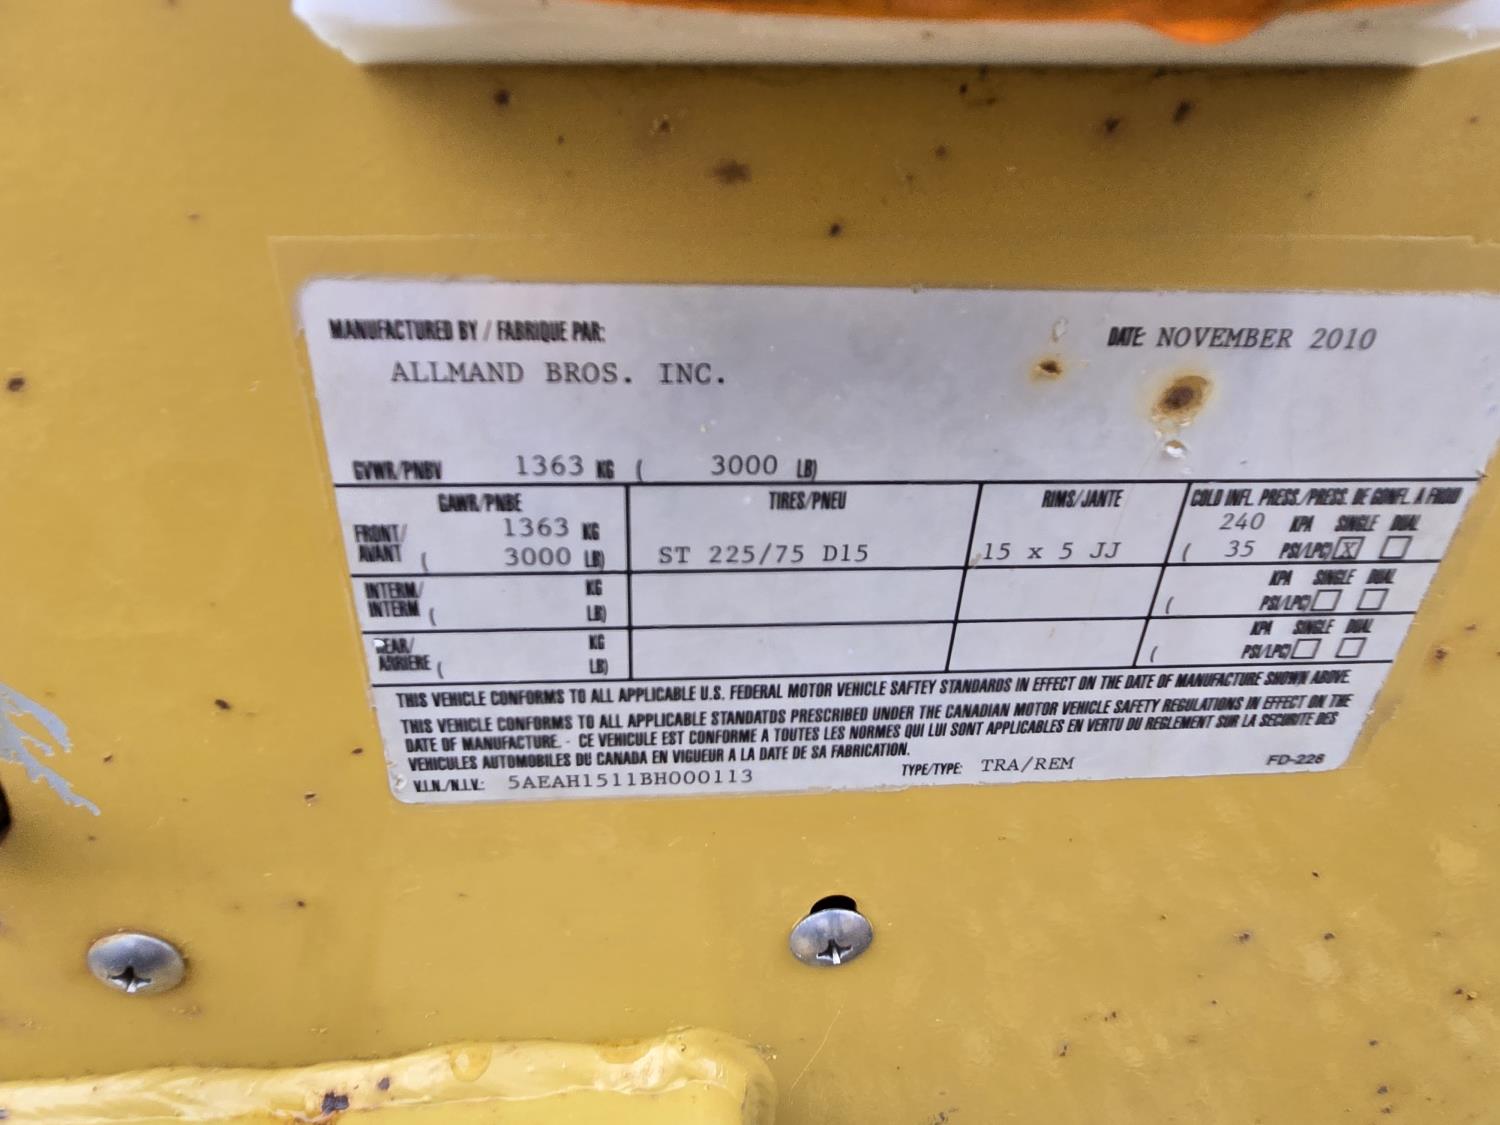 MANUFACTURED BY / FABRIQUE PAR: DATE: NOVEMBER 2010
ALLMAND BROS. INC.
GVWR/PNBV 1363 KG ( 3000 LB)
GAWR/PNBE TIRES/PNEU RIMS/JANTE COLD INFL. PRESS./PRESS. DE GONFL. A FROID
FRONT/ 1363 KG 240 KPA SINGLE DUAL
AVANT ( 3000 LB) ST 225/75 D15 15 x 5 JJ ( 35 PSI/LPC) X
INTERM/ KG KPA SINGLE DUAL
INTERM ( LB) ( PSI/LPC)
REAR/ KG KPA SINGLE DUAL
ARRIERE ( LB) ( PSI/LPC)
THIS VEHICLE CONFORMS TO ALL APPLICABLE U.S. FEDERAL MOTOR VEHICLE SAFTEY STANDARDS IN EFFECT ON THE DATE OF MANUFACTURE SHOWN ABOVE.
THIS VEHICLE CONFORMS TO ALL APPLICABLE STANDATDS PRESCRIBED UNDER THE CANADIAN MOTOR VEHICLE SAFETY REGULATIONS IN EFFECT ON THE
DATE OF MANUFACTURE. - CE VEHICULE EST CONFORME A TOUTES LES NORMES QUI LUI SONT APPLICABLES EN VERTU DU REGLEMENT SUR LA SECURITE DES
VEHICULES AUTOMOBILES DU CANADA EN VIGUEUR A LA DATE DE SA FABRICATION.
V.I.N./N.I.V.: 5AEAH1511BH000113 TYPE/TYPE: TRA/REM FD-226